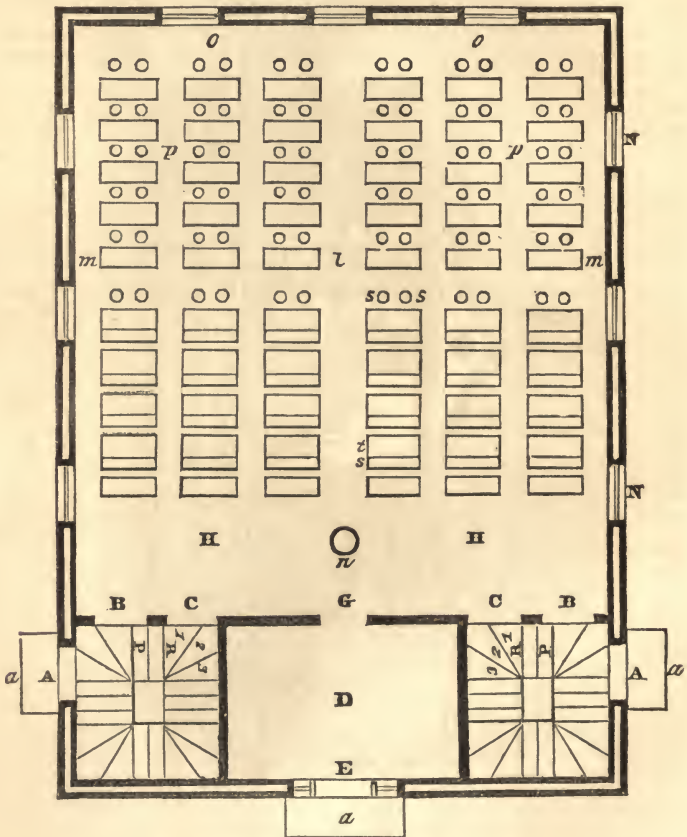 o o
N
p p
m l m
s s
t
s
N
H H
n
B C G C B
P R 1 2 3
1 2 3 R P
a A A a
D
E
a